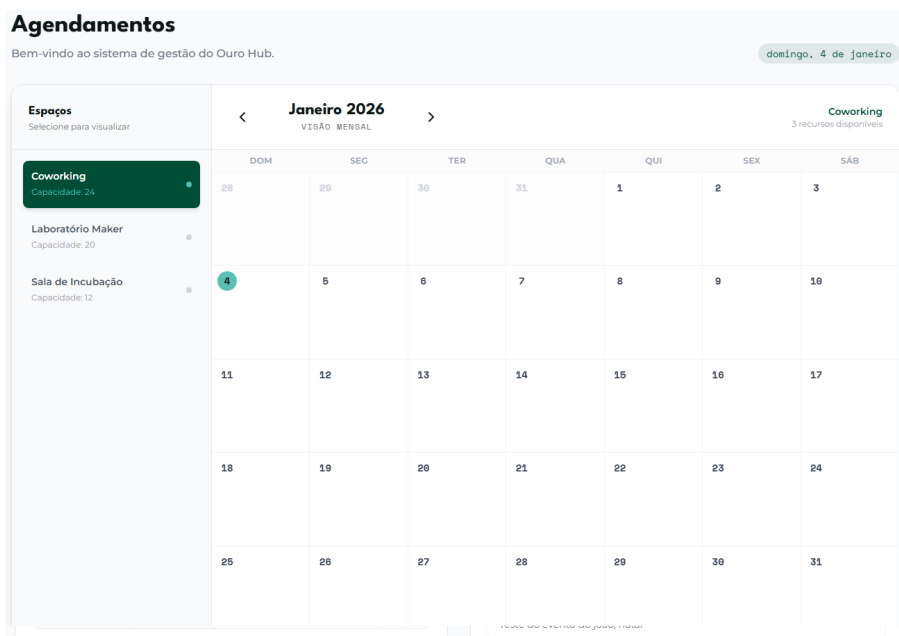 Agendamentos
Bem-vindo ao sistema de gestão do Ouro Hub.
domingo, 4 de janeiro
Espaços
Selecione para visualizar
Janeiro 2026
VISÃO MENSAL
Coworking
3 recursos disponíveis
Coworking
Capacidade: 24
Laboratório Maker
Capacidade: 20
Sala de Incubação
Capacidade: 12
DOM SEG TER QUA QUI SEX SÁB
28 29 30 31 1 2 3
4 5 6 7 8 9 10
11 12 13 14 15 16 17
18 19 20 21 22 23 24
25 26 27 28 29 30 31